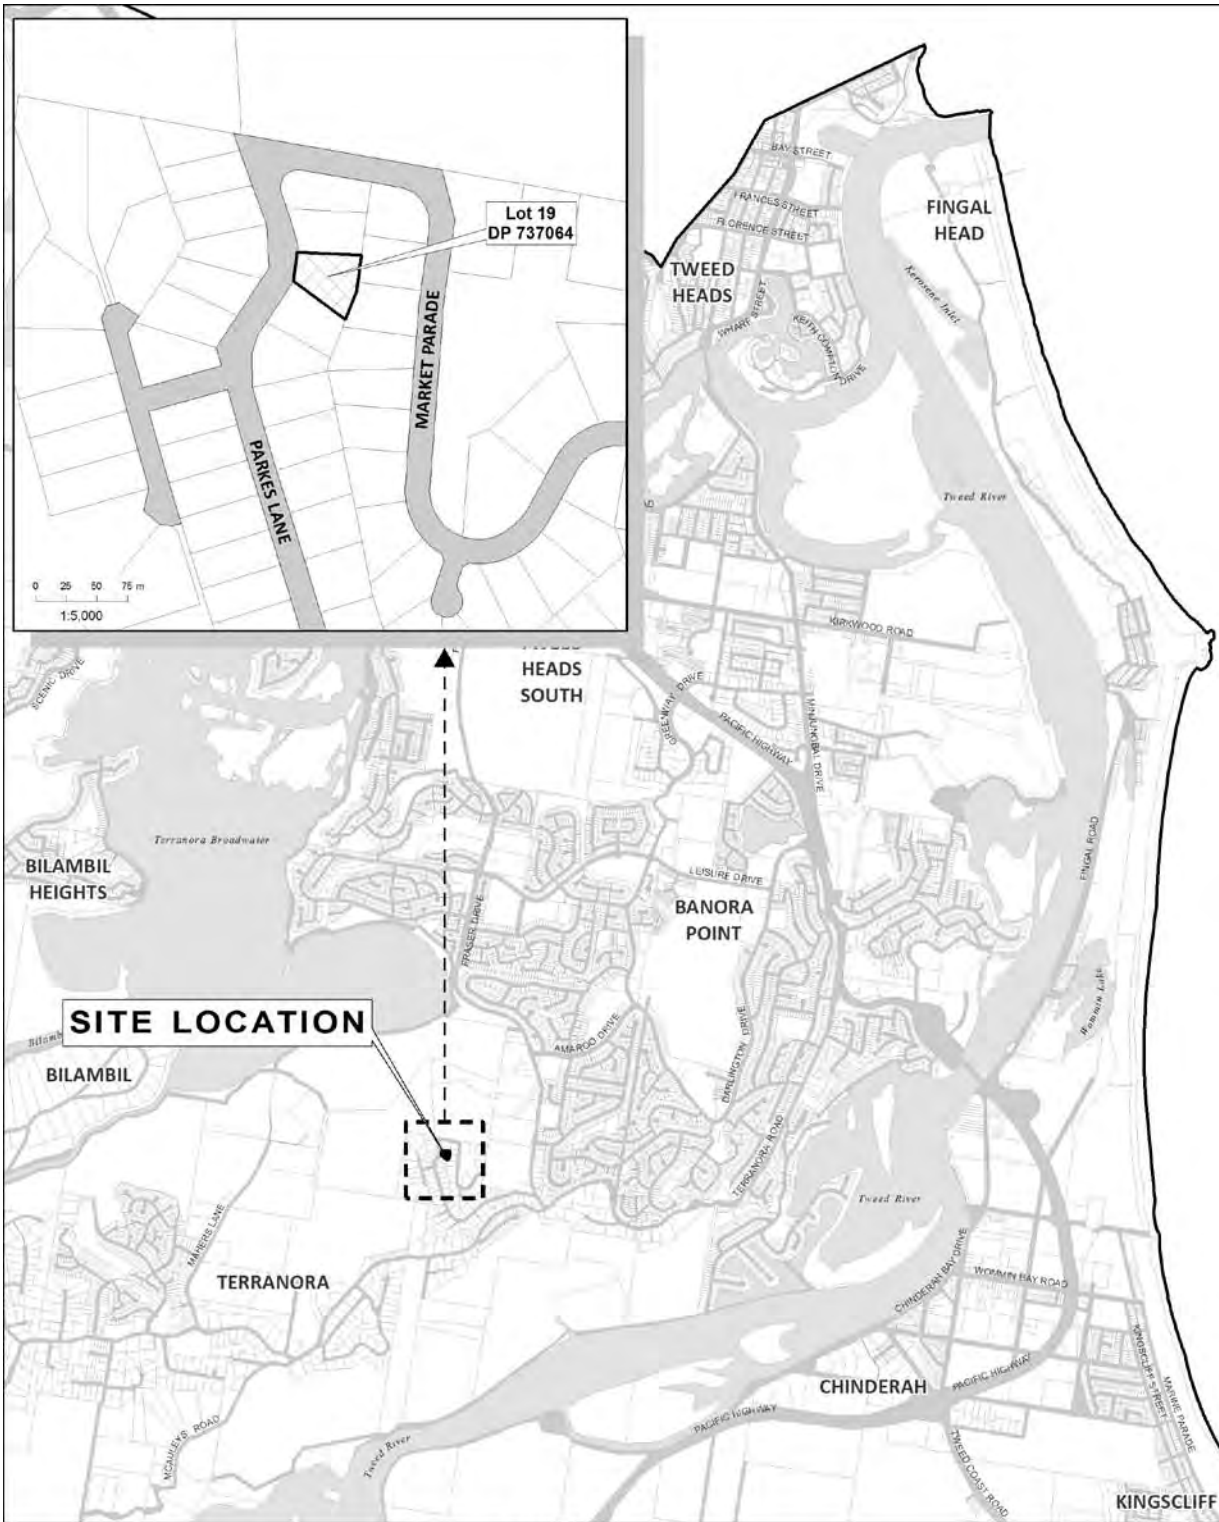 Lot 19
DP 737064
MARKET PARADE
PARKES LANE
0 25 50 75 m
1:5,000
BAY STREET
FRANCES STREET
FLORENCE STREET
FINGAL
HEAD
TWEED
HEADS
Kerosene Inlet
WHARF STREET
KEITH COMPTON DRIVE
Tweed River
KIRKWOOD ROAD
SCENIC DRIVE
HEADS
SOUTH
GREENWAY DRIVE
PACIFIC HIGHWAY
MINJUNGBAL DRIVE
Terranora Broadwater
BILAMBIL
HEIGHTS
FINGAL ROAD
LEISURE DRIVE
BANORA
POINT
FRASER DRIVE
Wommin Lake
SITE LOCATION
AMAROO DRIVE
DARLINGTON DRIVE
BILAMBIL
TERRANORA ROAD
Tweed River
MAHERS LANE
TERRANORA
CHINDERAH BAY DRIVE
WOMMIN BAY ROAD
KINGSCLIFF STREET
MARINE PARADE
CHINDERAH
PACIFIC HIGHWAY
PACIFIC HIGHWAY
MCAULEYS ROAD
Tweed River
TWEED COAST ROAD
KINGSCLIFF